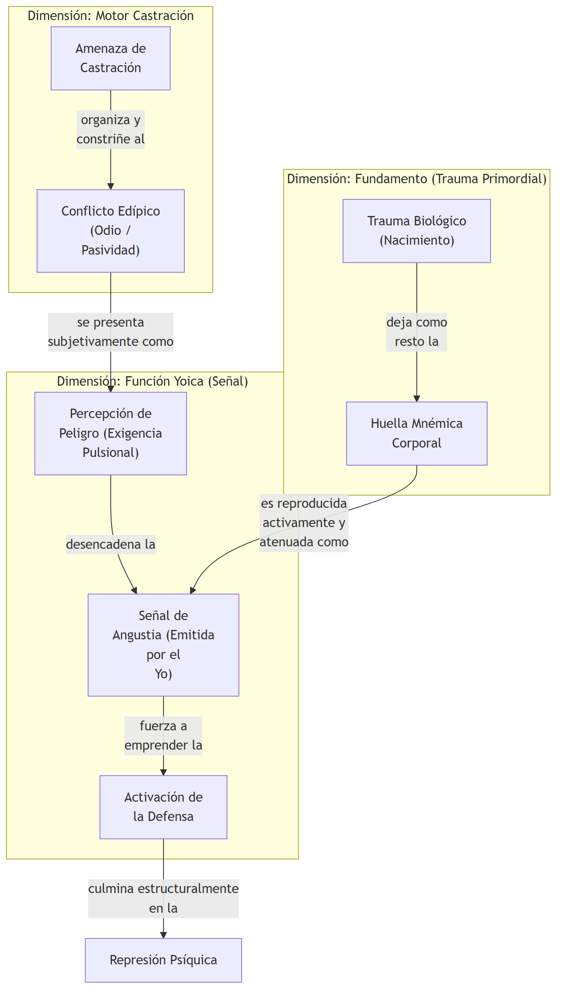 Dimensión: Motor Castración
Amenaza de
Castración
organiza y
constriñe al
Conflicto Edípico
(Odio /
Pasividad)
se presenta
subjetivamente como
Dimensión: Fundamento (Trauma Primordial)
Trauma Biológico
(Nacimiento)
deja como
resto la
Huella Mnémica
Corporal
es reproducida
activamente y
atenuada como
Dimensión: Función Yoica (Señal)
Percepción de
Peligro (Exigencia
Pulsional)
desencadena la
Señal de
Angustia (Emitida
por el
Yo)
fuerza a
emprender la
Activación de
la Defensa
culmina estructuralmente
en la
Represión Psíquica